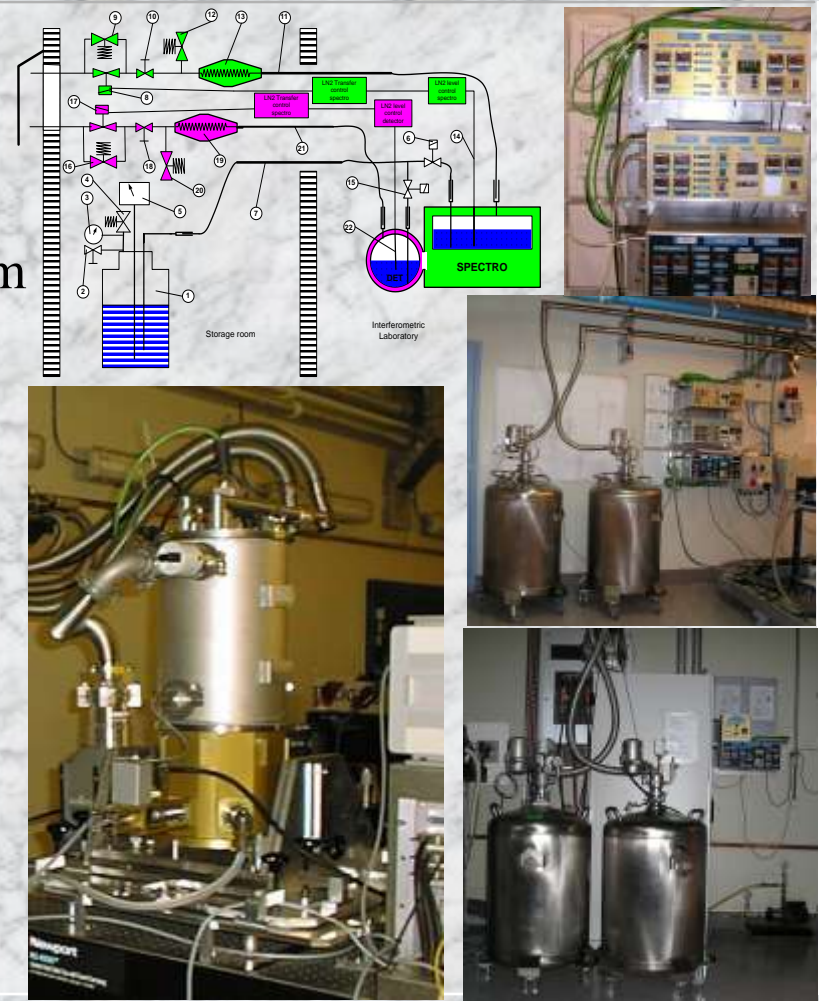 9
10
12
13
11
8
LN2 Transfer
control
spectro
LN2 level
control
spectro
17
LN2 Transfer
control
spectro
LN2 level
control
detector
6
14
16
18
19
21
20
15
4
3
5
7
22
2
1
DET
SPECTRO
Storage room
Interferometric
Laboratory
m
Newport